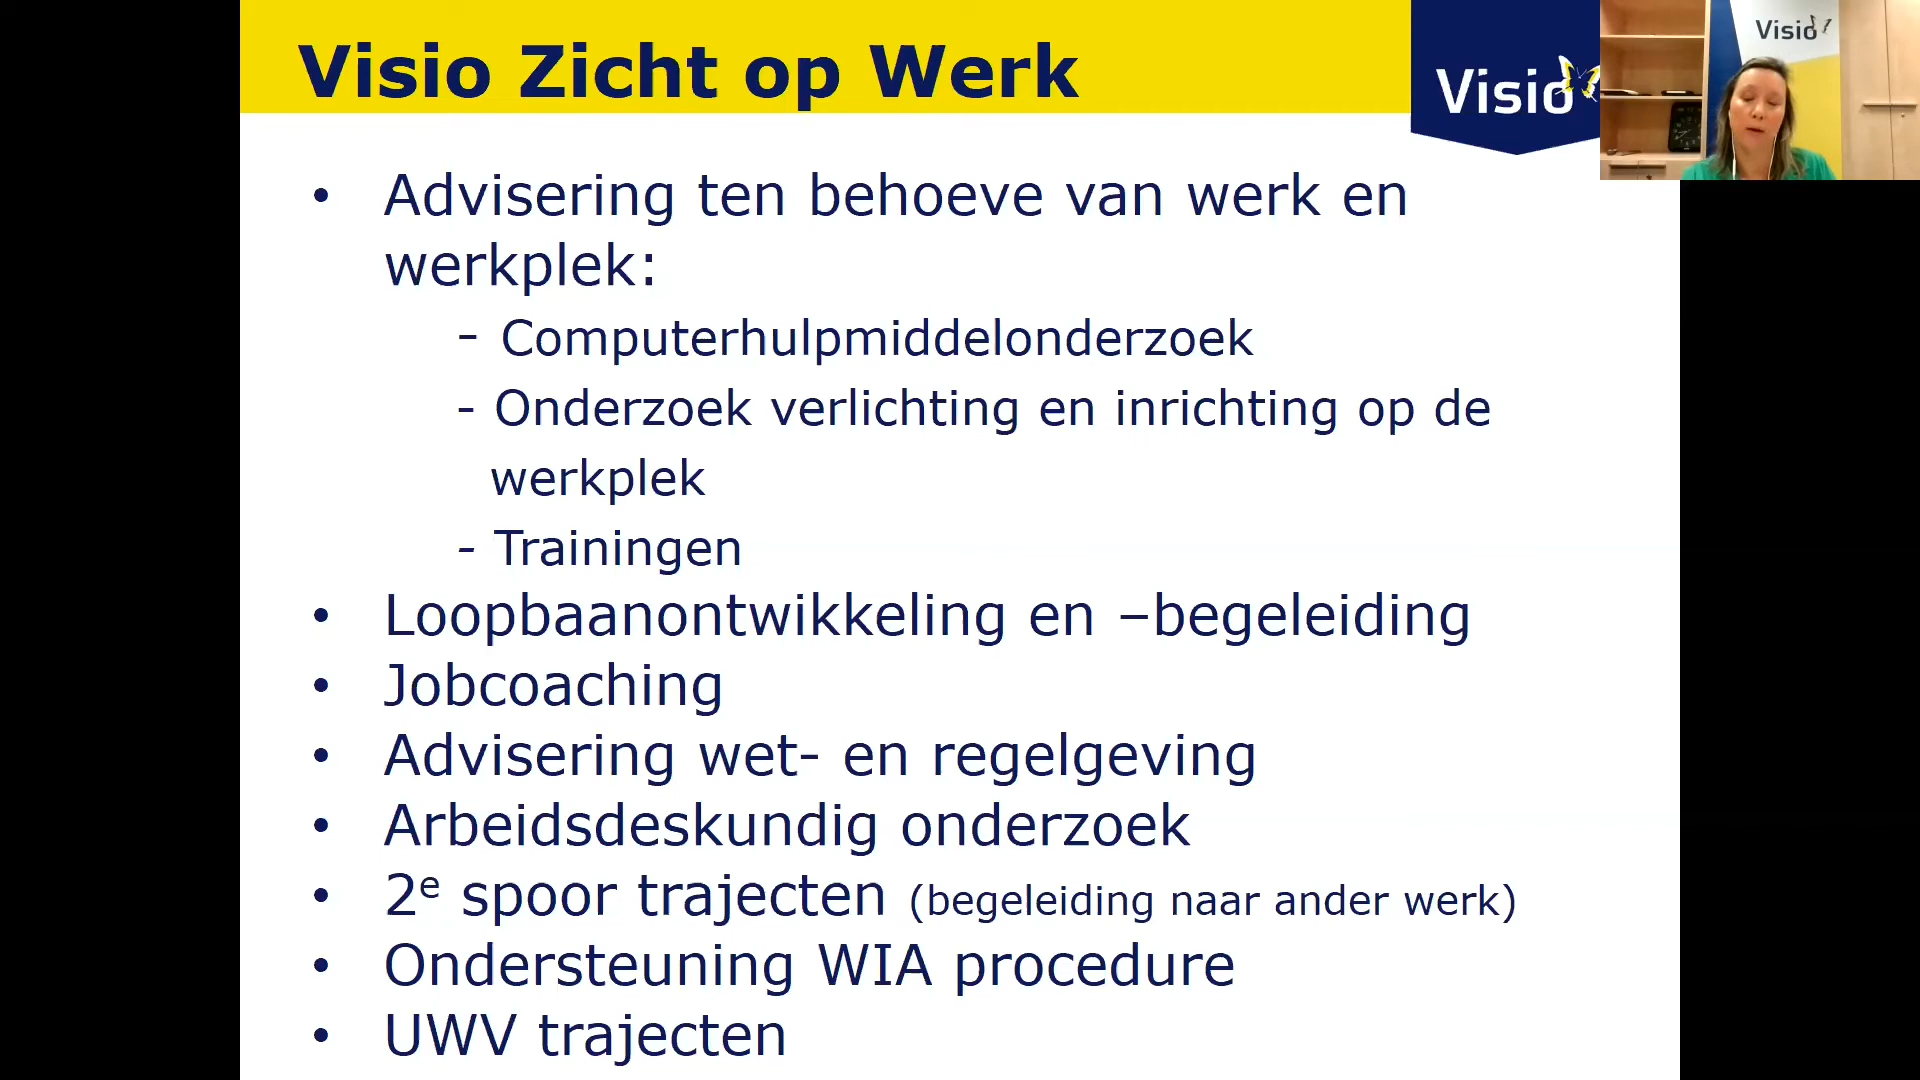 Visio Zicht op Werk
Visio
Visio
• Advisering ten behoeve van werk en
werkplek:
- Computerhulpmiddelonderzoek
- Onderzoek verlichting en inrichting op de
werkplek
- Trainingen
• Loopbaanontwikkeling en –begeleiding
• Jobcoaching
• Advisering wet- en regelgeving
• Arbeidsdeskundig onderzoek
• 2e spoor trajecten (begeleiding naar ander werk)
• Ondersteuning WIA procedure
• UWV trajecten